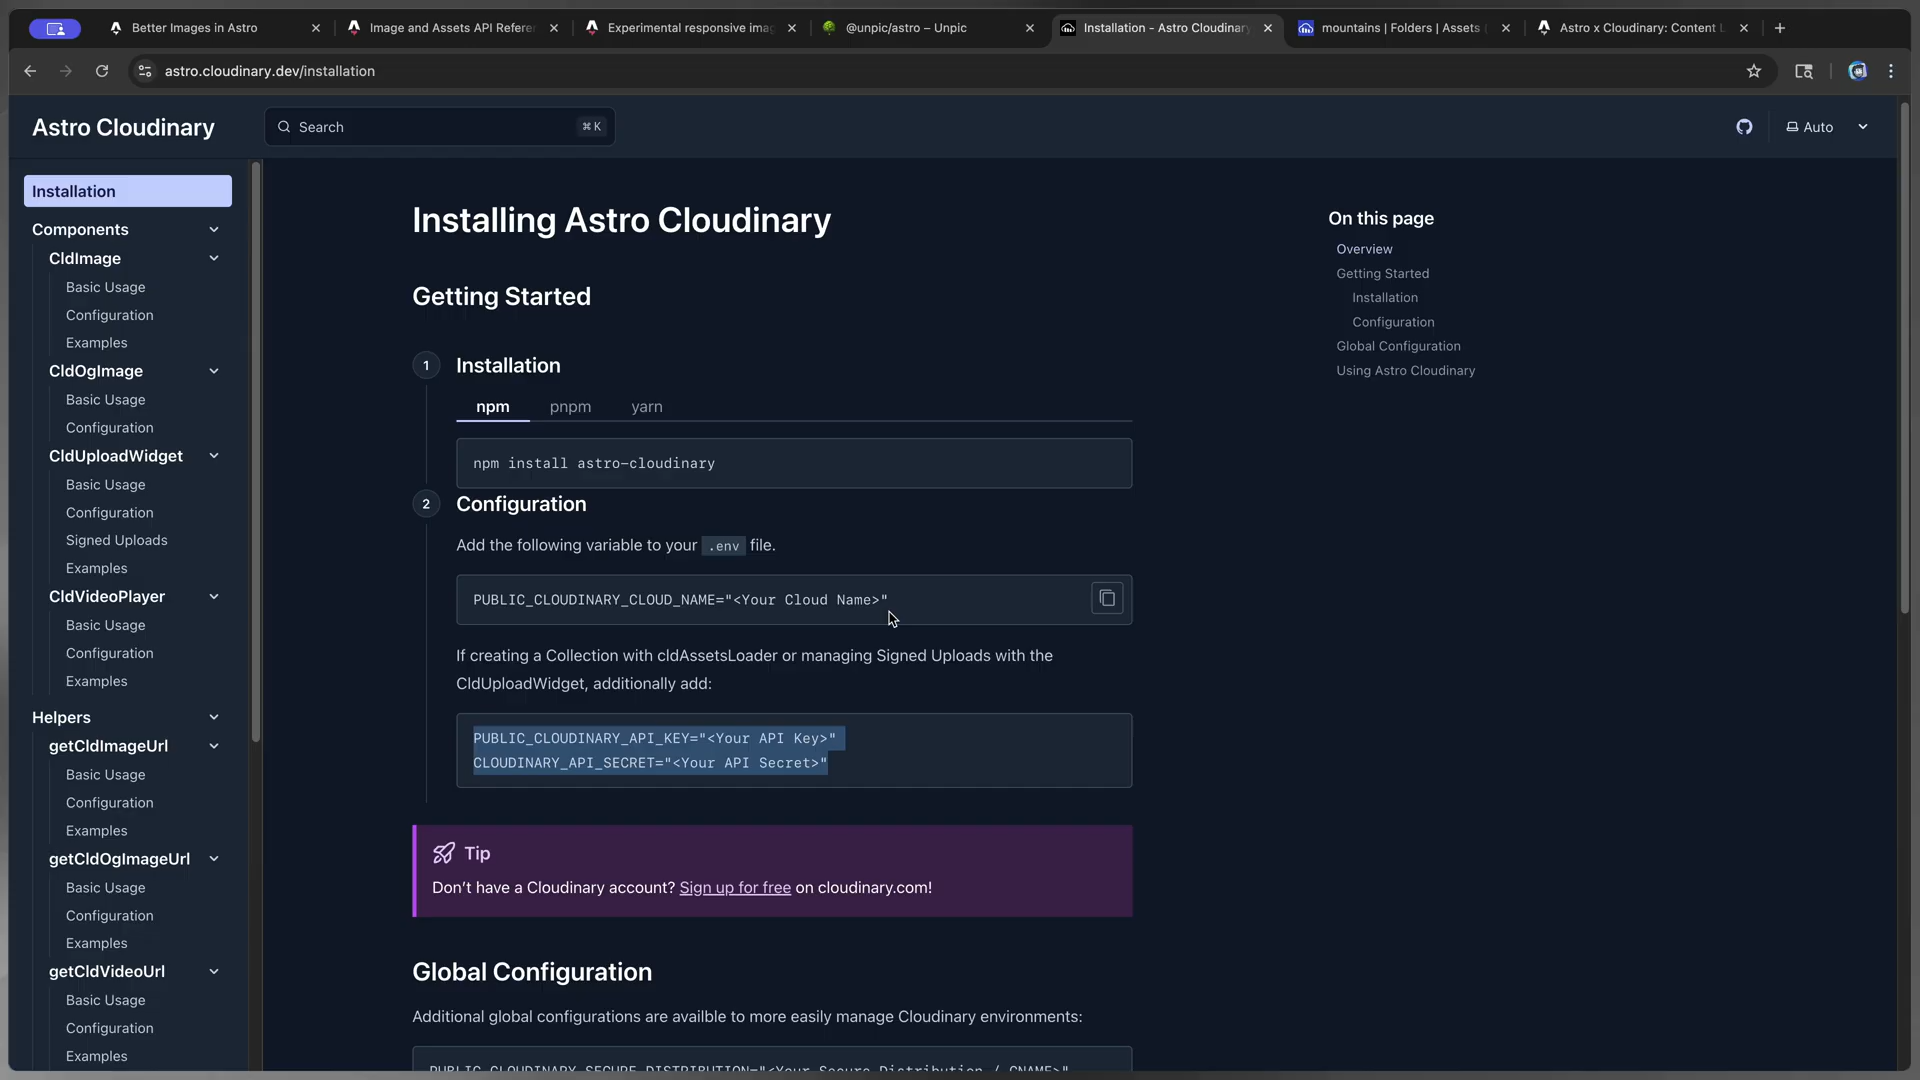 Better Images in Astro
Image and Assets API Refere
Experimental responsive ima
@unpic/astro – Unpic
Installation - Astro Cloudinary
mountains | Folders | Assets
Astro x Cloudinary: Content L
astro.cloudinary.dev/installation
Astro Cloudinary
Search
⌘ K
Auto
Installation
Components
CldImage
Basic Usage
Configuration
Examples
CldOgImage
Basic Usage
Configuration
CldUploadWidget
Basic Usage
Configuration
Signed Uploads
Examples
CldVideoPlayer
Basic Usage
Configuration
Examples
Helpers
getCldImageUrl
Basic Usage
Configuration
Examples
getCldOgImageUrl
Basic Usage
Configuration
Examples
getCldVideoUrl
Basic Usage
Configuration
Examples
Installing Astro Cloudinary
Getting Started
1 Installation
npm pnpm yarn
npm install astro-cloudinary
2 Configuration
Add the following variable to your .env file.
PUBLIC_CLOUDINARY_CLOUD_NAME="<Your Cloud Name>"
If creating a Collection with cldAssetsLoader or managing Signed Uploads with the
CldUploadWidget, additionally add:
PUBLIC_CLOUDINARY_API_KEY="<Your API Key>"
CLOUDINARY_API_SECRET="<Your API Secret>"
Tip
Don't have a Cloudinary account? Sign up for free on cloudinary.com!
Global Configuration
Additional global configurations are availble to more easily manage Cloudinary environments:
PUBLIC_CLOUDINARY_SECURE_DISTRIBUTION="<Your Secure Distribution / CNAME>"
On this page
Overview
Getting Started
Installation
Configuration
Global Configuration
Using Astro Cloudinary